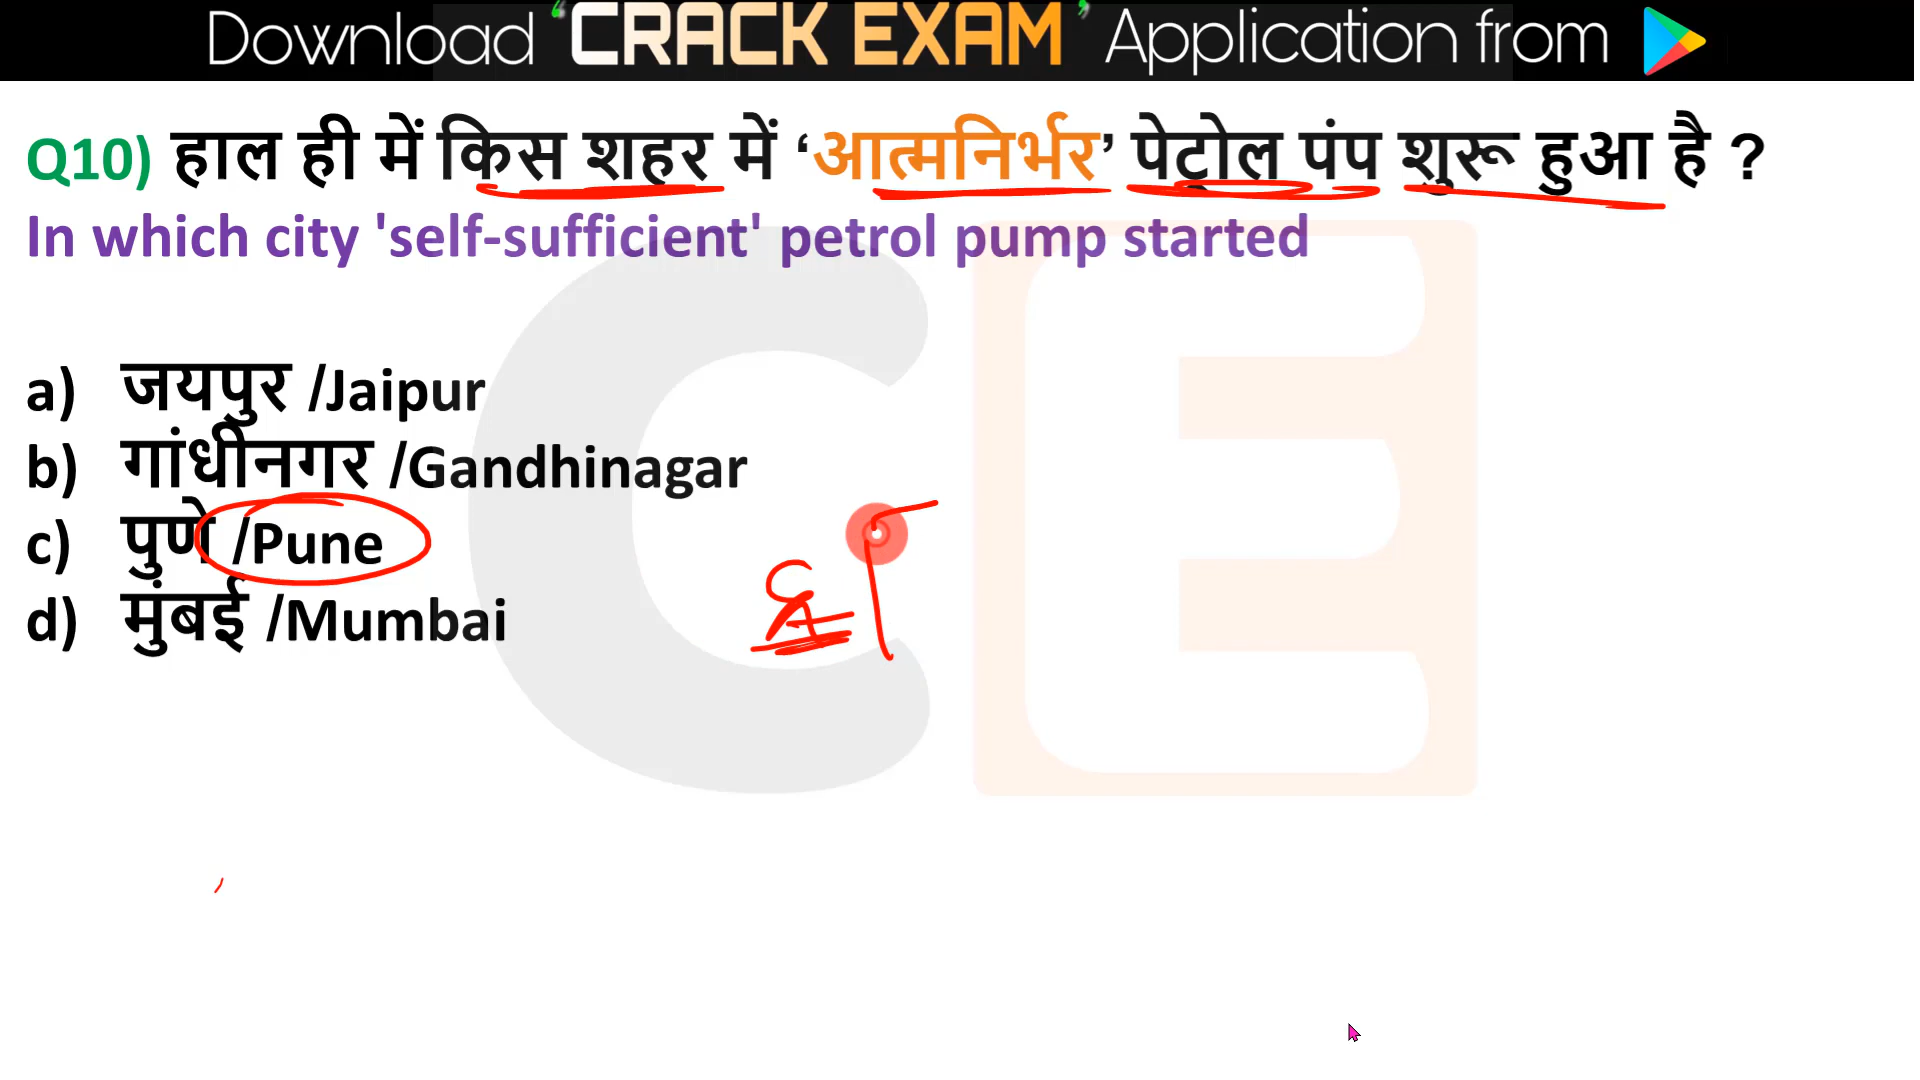 Download ‘CRACK EXAM’ Application from
Q10) हाल ही में किस शहर में ‘आत्मनिर्भर’ पेट्रोल पंप शुरू हुआ है ?
In which city 'self-sufficient' petrol pump started
a) जयपुर /Jaipur
b) गांधीनगर /Gandhinagar
c) पुणे /Pune
d) मुंबई /Mumbai
CE